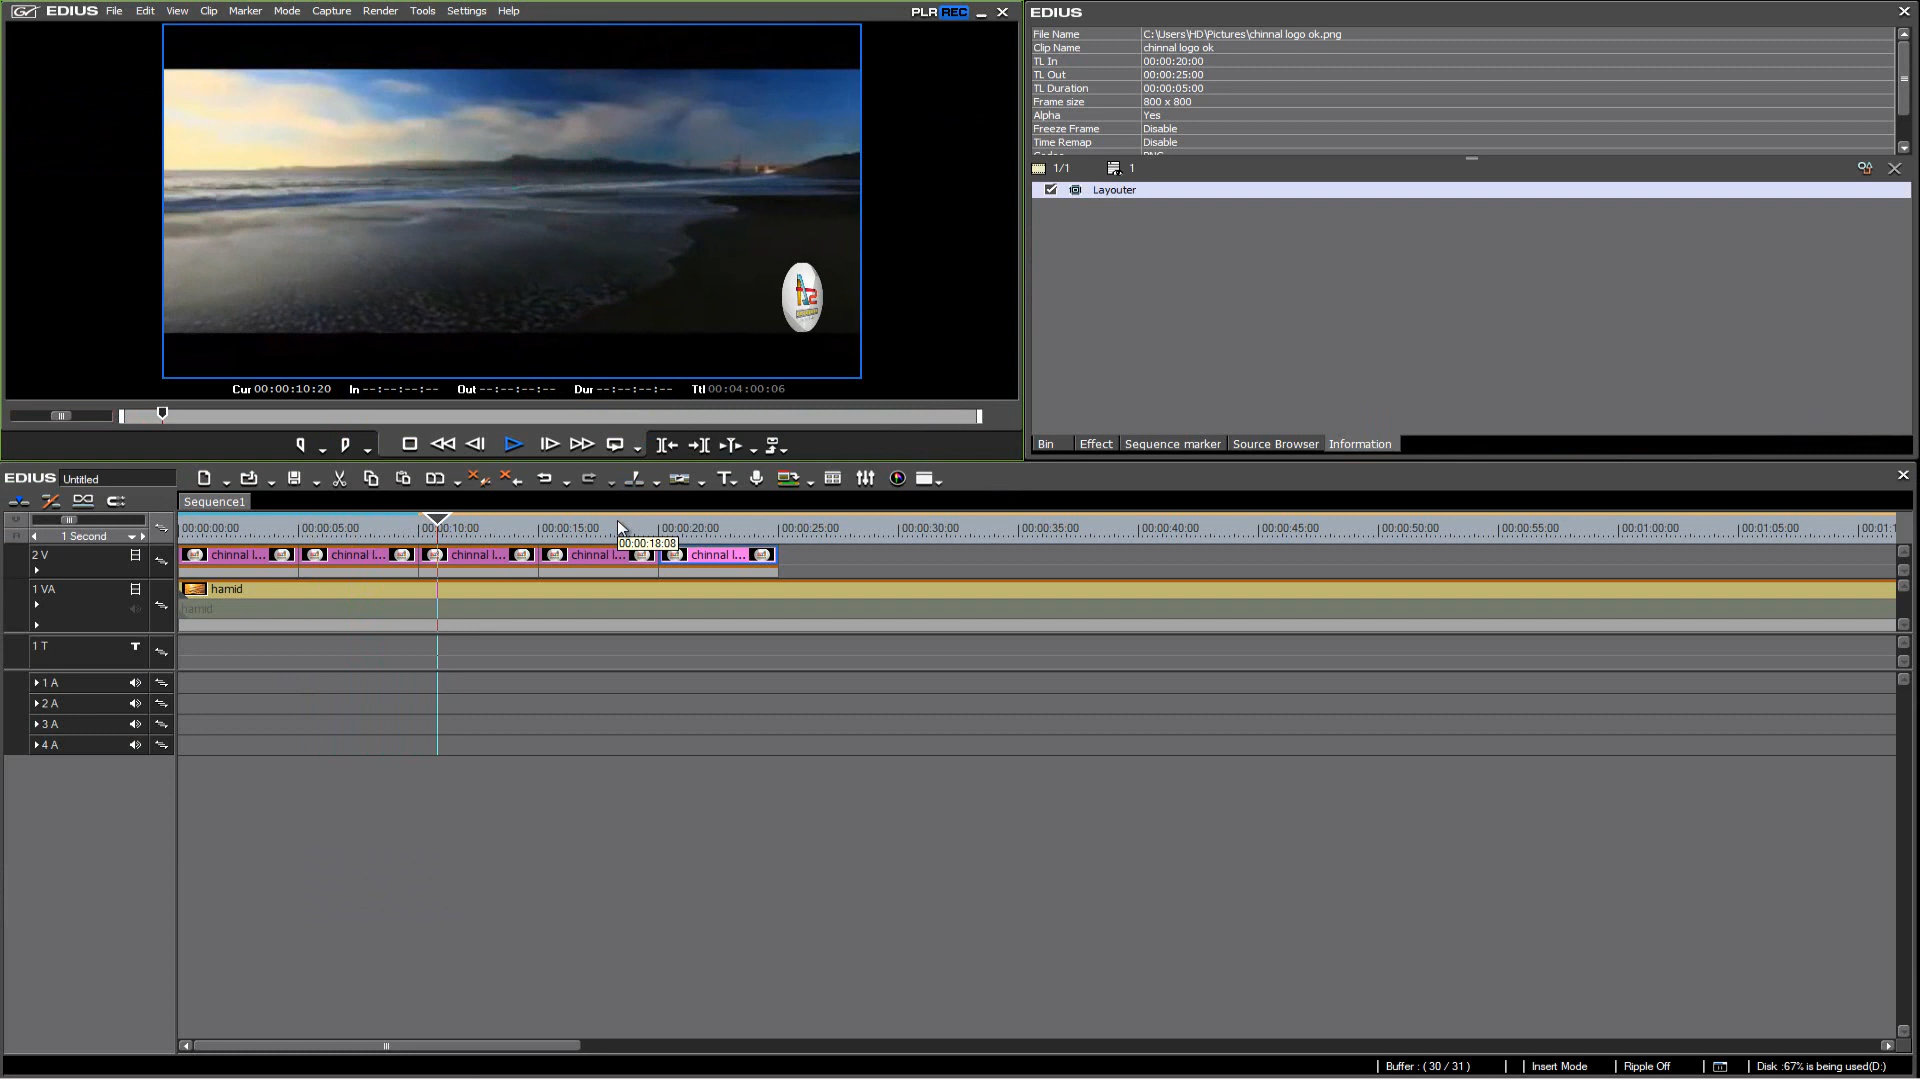 EDIUS File Edit View Clip Marker Mode Capture Render Tools Settings Help PLR REC
Cur 00:00:10:20 In --:--:--:-- Out --:--:--:-- Dur --:--:--:-- Ttl 00:04:00:06
EDIUS
File Name C:\Users\HD\Pictures\chinnal logo ok.png
Clip Name chinnal logo ok
TL In 00:00:20:00
TL Out 00:00:25:00
TL Duration 00:00:05:00
Frame size 800 x 800
Alpha Yes
Freeze Frame Disable
Time Remap Disable
1/1 1
Layouter
Bin Effect Sequence marker Source Browser Information
EDIUS Untitled
Sequence1
1 Second
00:00:00:00 00:00:05:00 00:00:10:00 00:00:15:00 00:00:20:00 00:00:25:00 00:00:30:00 00:00:35:00 00:00:40:00 00:00:45:00 00:00:50:00 00:00:55:00 00:01:00:00 00:01:05:00 00:01:1
00:00:18:08
2 V chinnal l... chinnal l... chinnal l... chinnal l... chinnal l...
1 VA hamid
hamid
1 T T
1 A
2 A
3 A
4 A
Buffer : ( 30 / 31 ) Insert Mode Ripple Off Disk :67% is being used(D:)